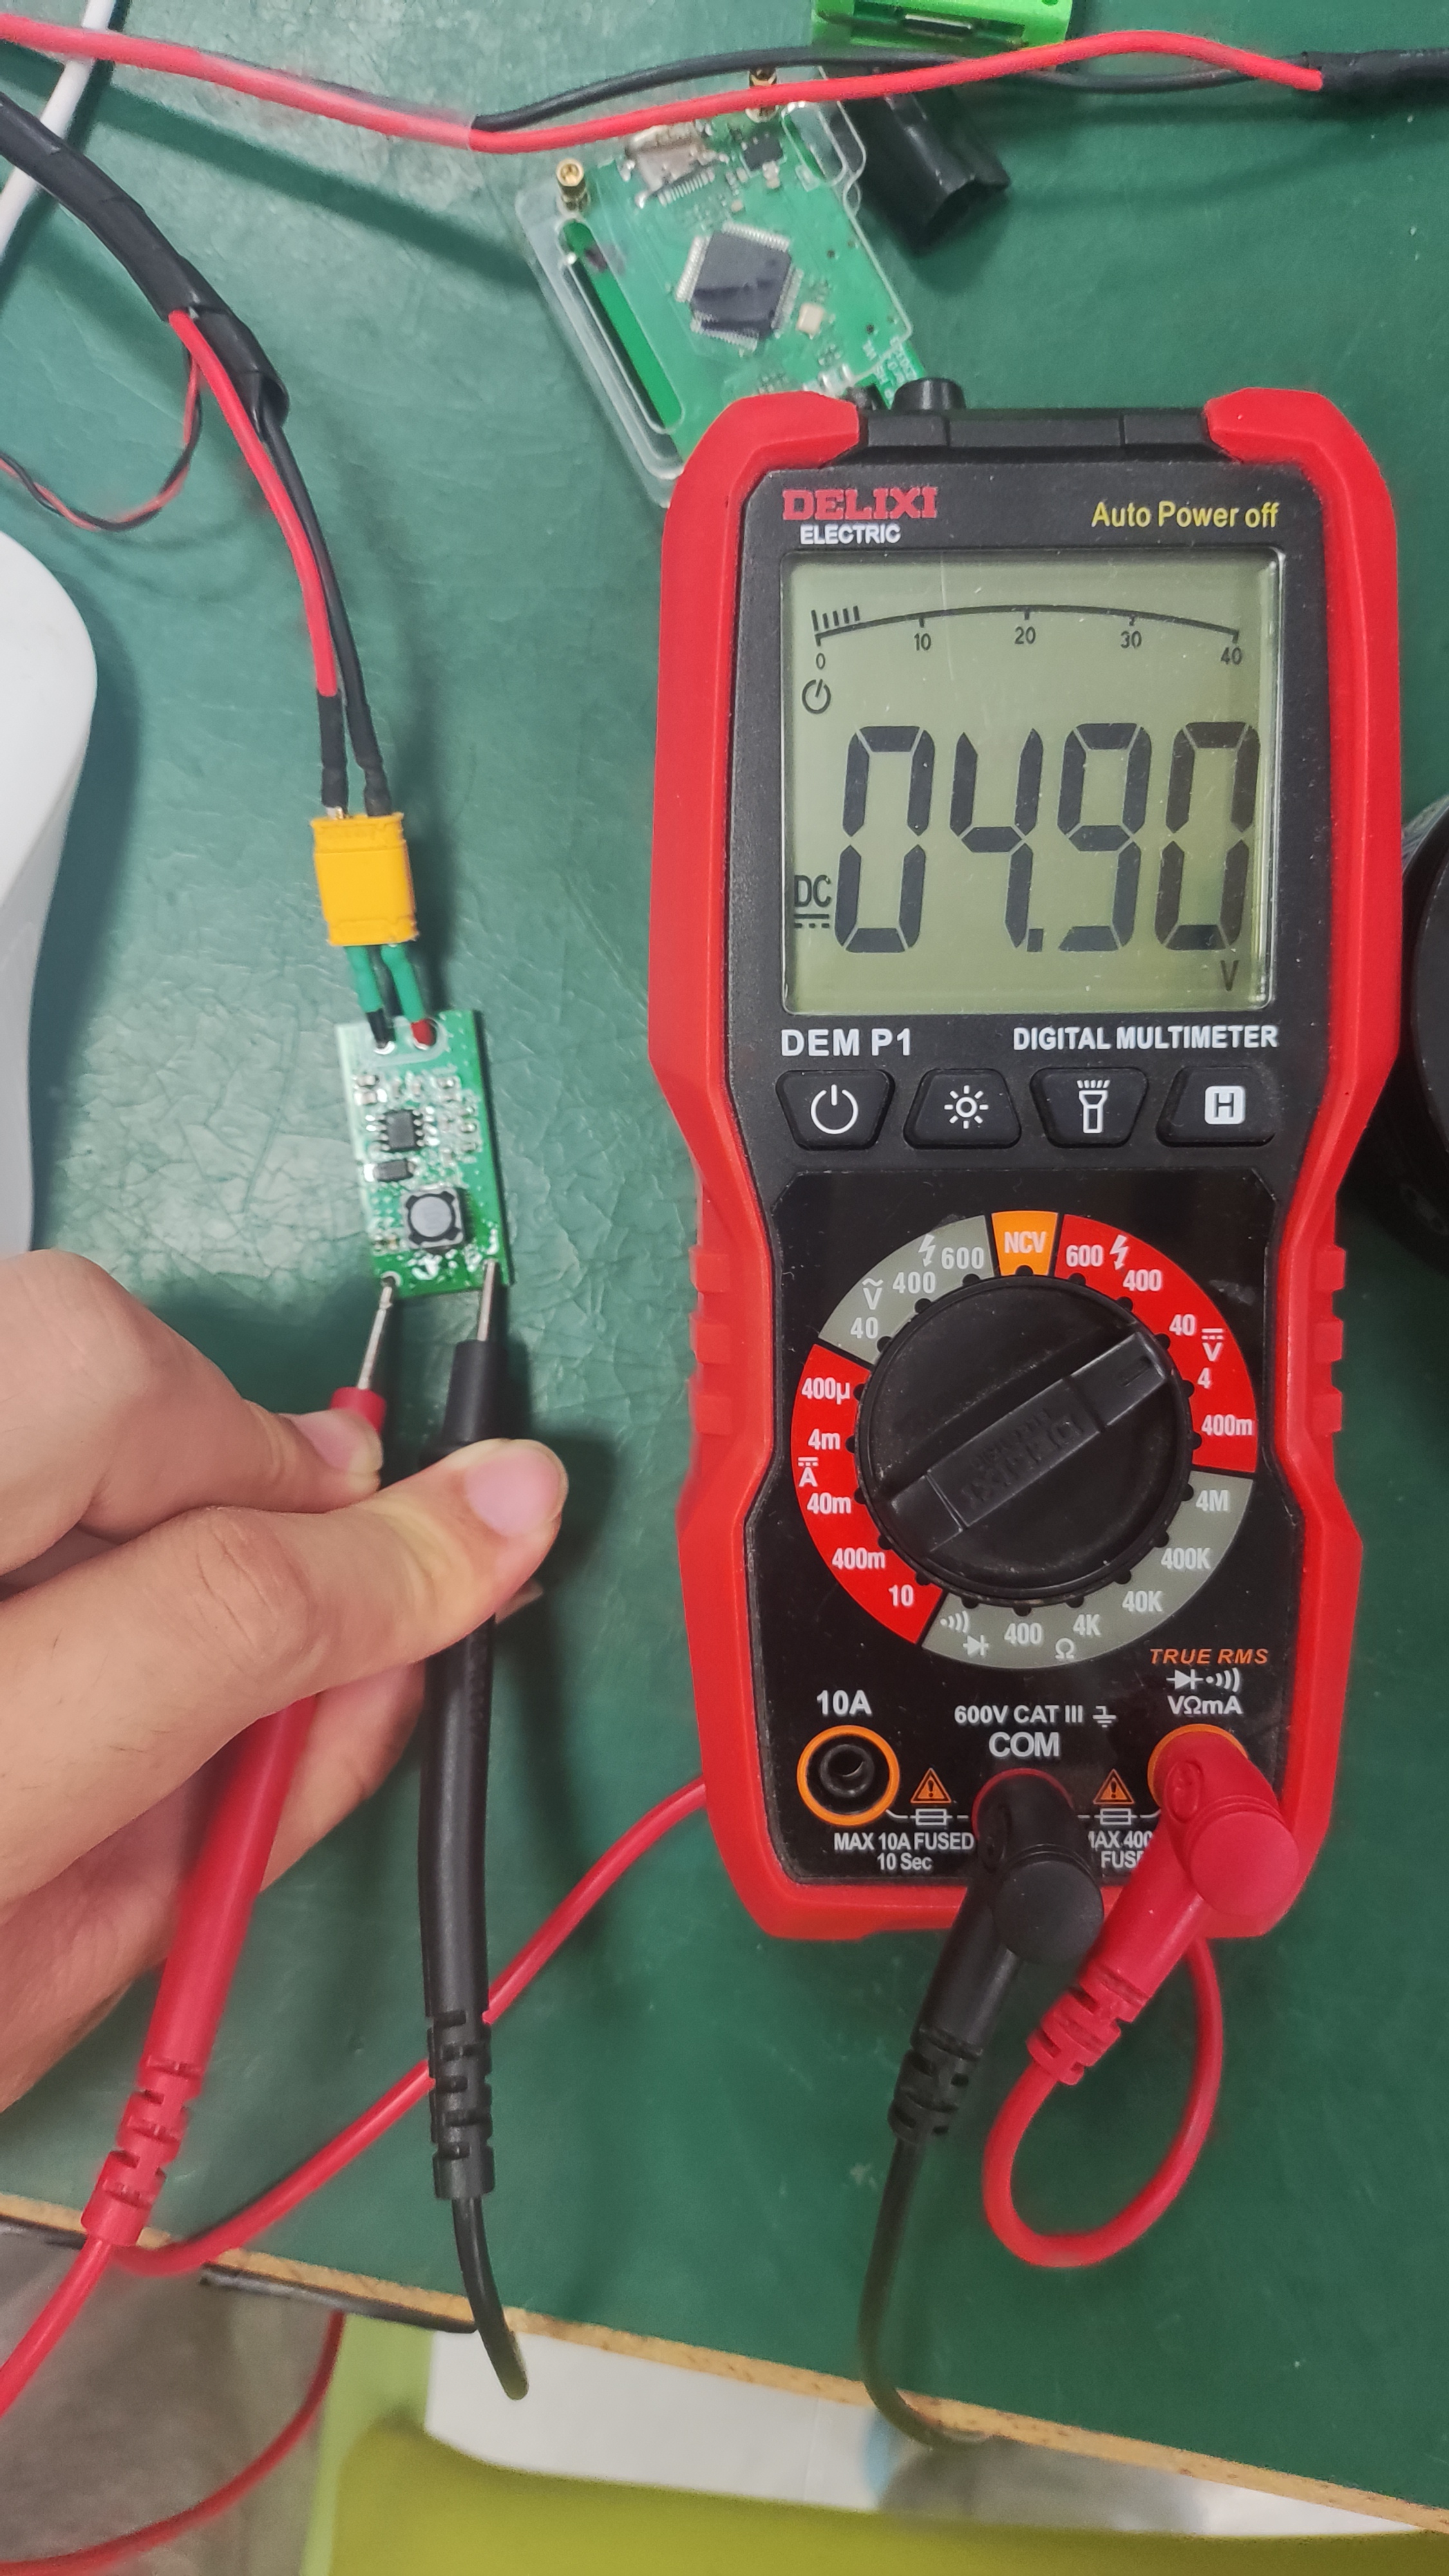 DELIXI
ELECTRIC
Auto Power off
0 10 20 30 40
DC
04.90
V
DEM P1
DIGITAL MULTIMETER
H
NCV
600
400
Ṽ
40
600
400
40
V
4
400m
400µ
4m
A
40m
400m
10
4M
400K
40K
4K
Ω
400
TRUE RMS
VΩmA
10A
600V CAT III
COM
MAX 10A FUSED
10 Sec